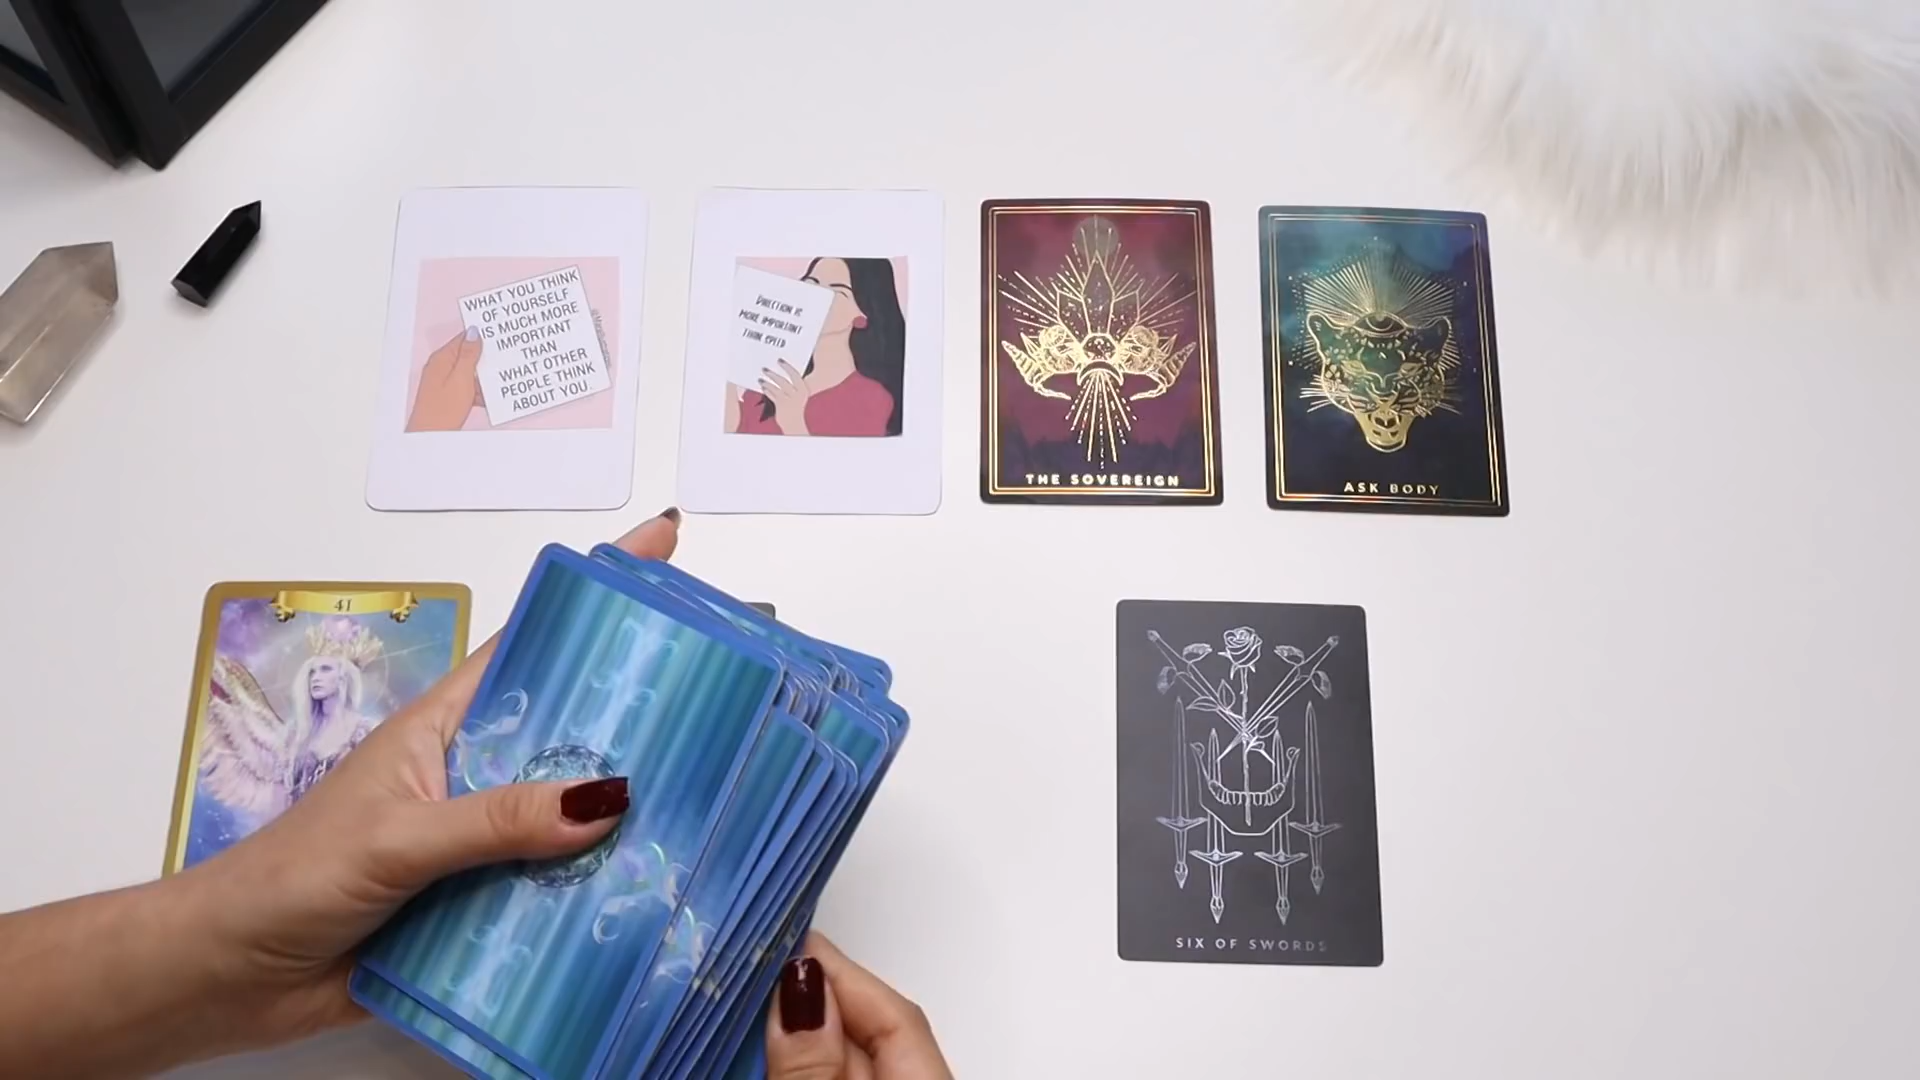 WHAT YOU THINK
OF YOURSELF
IS MUCH MORE
IMPORTANT
THAN
WHAT OTHER
PEOPLE THINK
ABOUT YOU.
DIRECTION IS
MORE IMPORTANT
THAN SPEED
THE SOVEREIGN
ASK BODY
41
SIX OF SWORDS